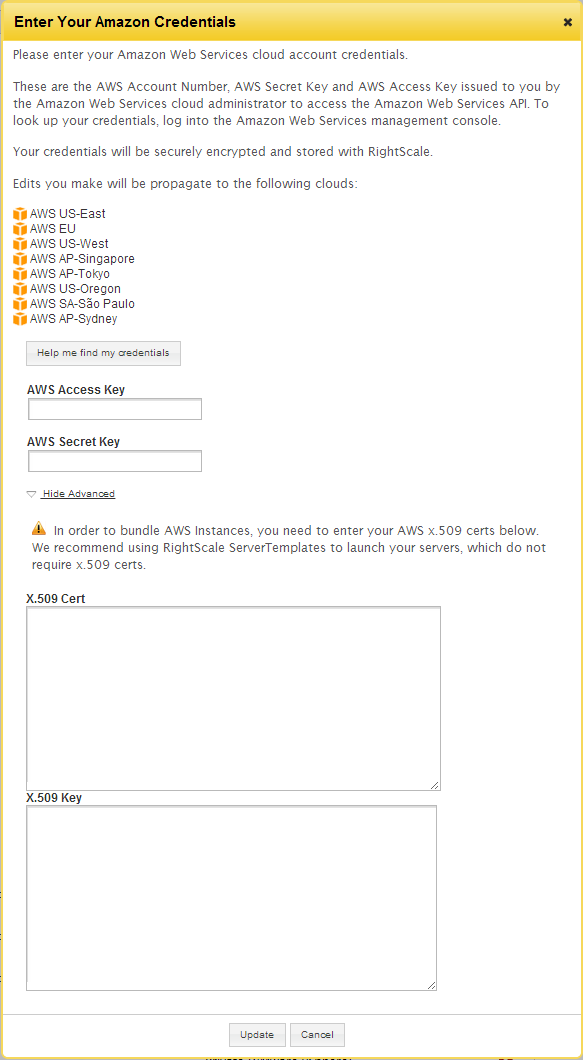 Enter Your Amazon Credentials
Please enter your Amazon Web Services cloud account credentials.
These are the AWS Account Number, AWS Secret Key and AWS Access Key issued to you by
the Amazon Web Services cloud administrator to access the Amazon Web Services API. To
look up your credentials, log into the Amazon Web Services management console.
Your credentials will be securely encrypted and stored with RightScale.
Edits you make will be propagate to the following clouds:
AWS US-East
AWS EU
AWS US-West
AWS AP-Singapore
AWS AP-Tokyo
AWS US-Oregon
AWS SA-São Paulo
AWS AP-Sydney
Help me find my credentials
AWS Access Key
AWS Secret Key
Hide Advanced
In order to bundle AWS Instances, you need to enter your AWS x.509 certs below.
We recommend using RightScale ServerTemplates to launch your servers, which do not
require x.509 certs.
X.509 Cert
X.509 Key
Update Cancel